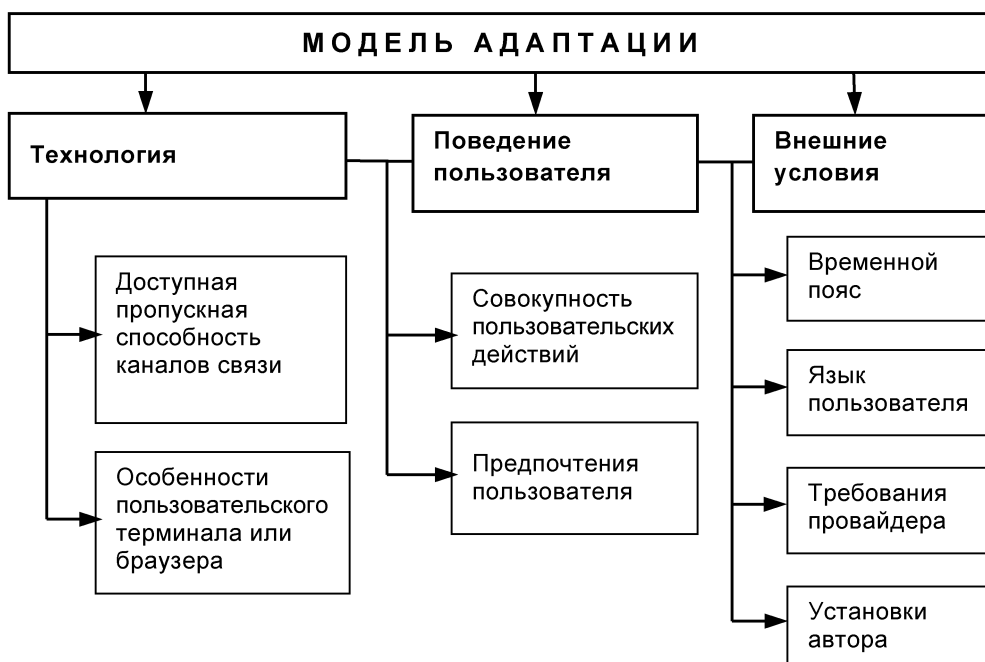 МОДЕЛЬ АДАПТАЦИИ
Технология
Поведение
пользователя
Внешние
условия
Доступная
пропускная
способность
каналов связи
Особенности
пользовательского
терминала или
браузера
Совокупность
пользовательских
действий
Предпочтения
пользователя
Временной
пояс
Язык
пользователя
Требования
провайдера
Установки
автора